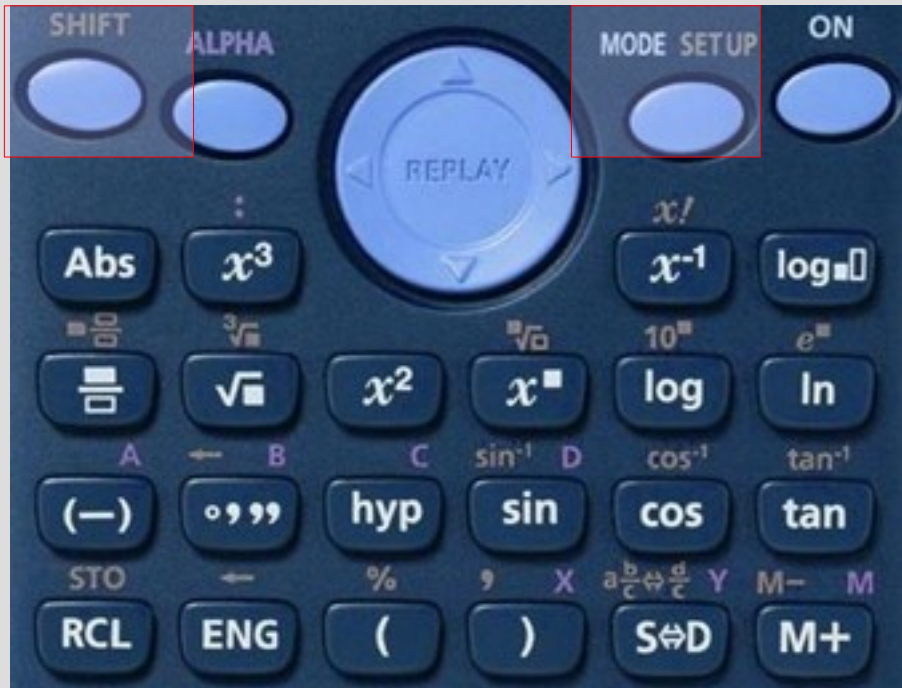 SHIFT
ALPHA
MODE SETUP
ON
REPLAY
: x!
Abs x³ x⁻¹ log■□
■⊟ ³√■ ■√□ 10■ e■
⊟ √■ x² x■ log ln
A ← B C sin⁻¹ D cos⁻¹ tan⁻¹
(—) °,,, hyp sin cos tan
STO ← % , X a b/c⇔d/c Y M− M
RCL ENG ( ) S⇔D M+